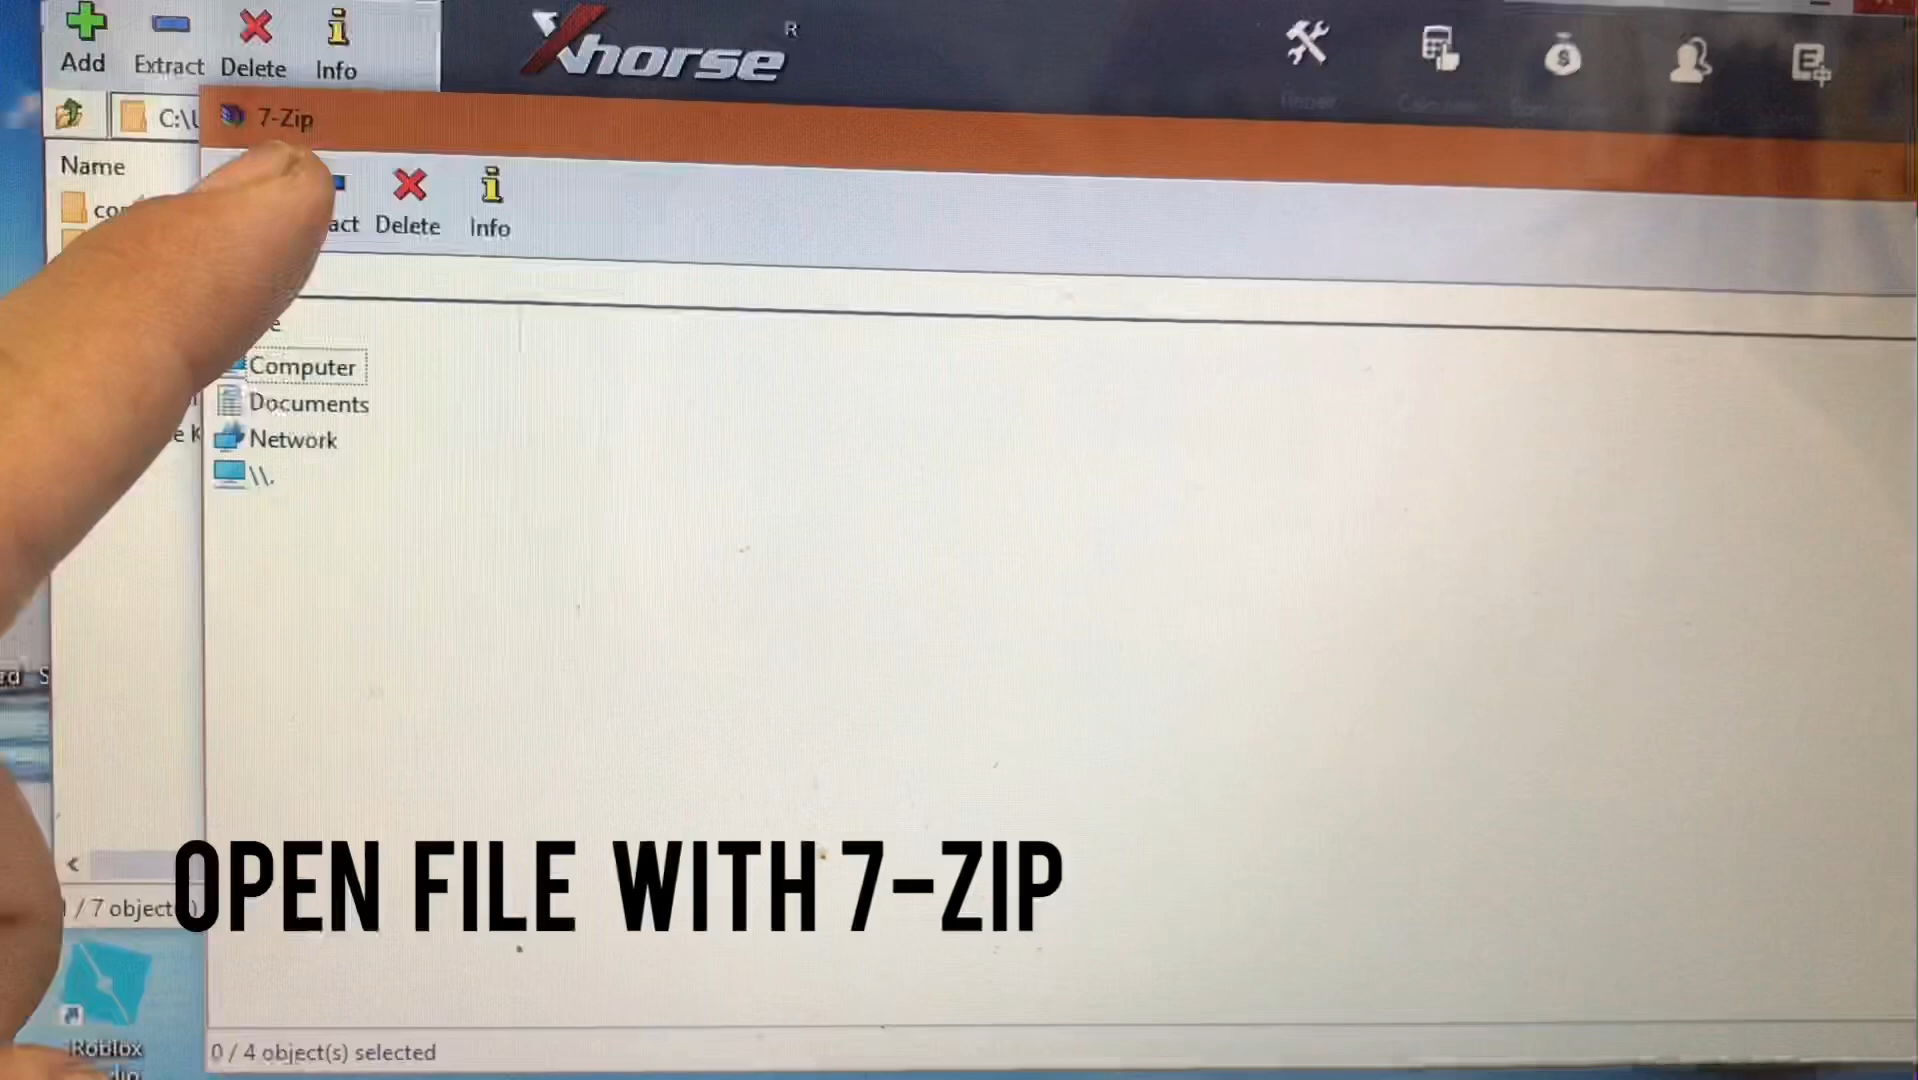 Add Extract Delete Info
Xhorse
R
C:\
7-Zip
Name
Delete Info
Computer
Documents
Network
\\.
/ 7 object
OPEN FILE WITH 7-ZIP
Roblox
0 / 4 object(s) selected